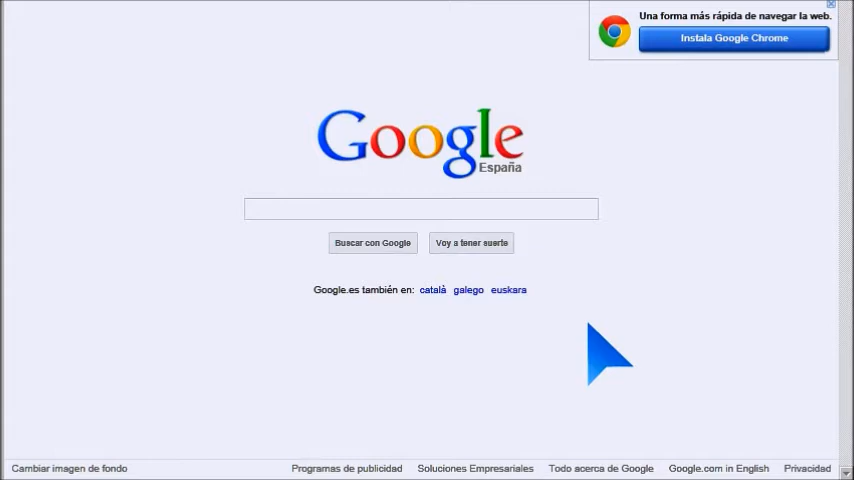 Una forma más rápida de navegar la web.
Instala Google Chrome
Google
España
Buscar con Google
Voy a tener suerte
Google.es también en: català galego euskara
Cambiar imagen de fondo
Programas de publicidad
Soluciones Empresariales
Todo acerca de Google
Google.com in English
Privacidad